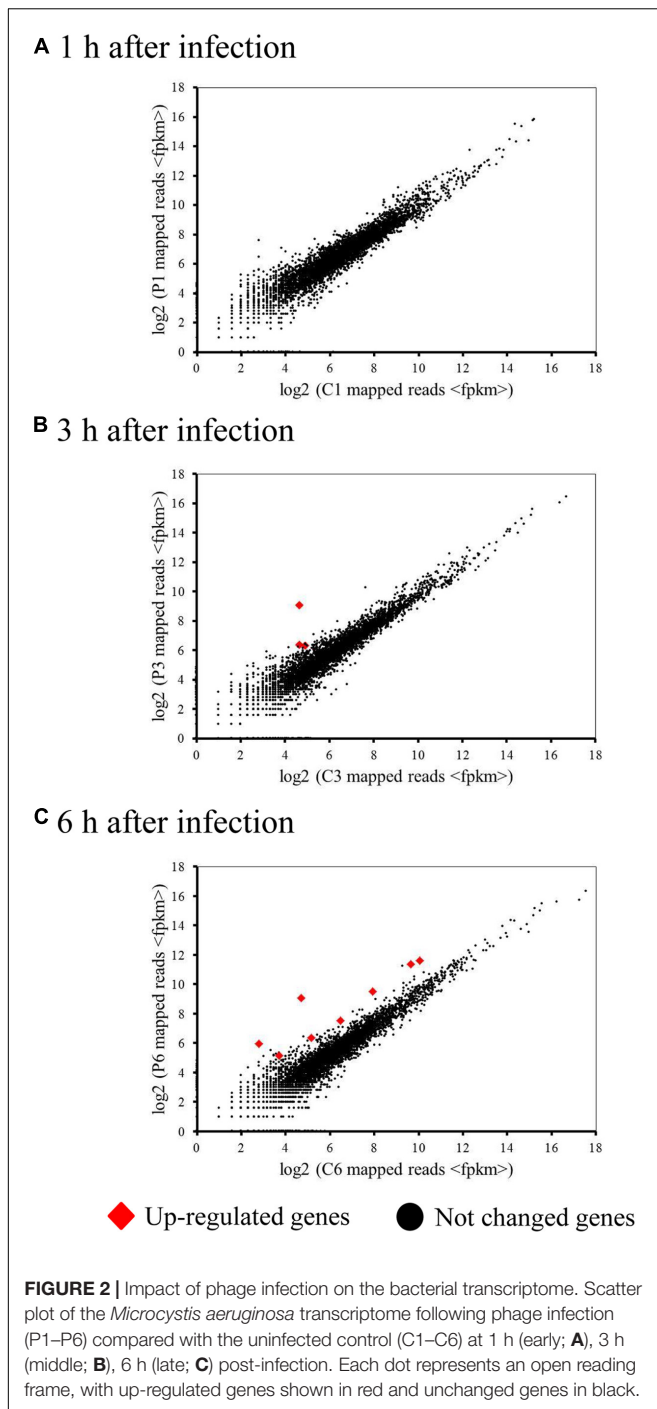 A 1 h after infection
18
16
14
12
10
8
6
4
2
0
log2 (P1 mapped reads <fpkm>)
0 2 4 6 8 10 12 14 16 18
log2 (C1 mapped reads <fpkm>)
B 3 h after infection
18
16
14
12
10
8
6
4
2
0
log2 (P3 mapped reads <fpkm>)
0 2 4 6 8 10 12 14 16 18
log2 (C3 mapped reads <fpkm>)
C 6 h after infection
18
16
14
12
10
8
6
4
2
0
log2 (P6 mapped reads <fpkm>)
0 2 4 6 8 10 12 14 16 18
log2 (C6 mapped reads <fpkm>)
Up-regulated genes Not changed genes
FIGURE 2 | Impact of phage infection on the bacterial transcriptome. Scatter
plot of the Microcystis aeruginosa transcriptome following phage infection
(P1–P6) compared with the uninfected control (C1–C6) at 1 h (early; A), 3 h
(middle; B), 6 h (late; C) post-infection. Each dot represents an open reading
frame, with up-regulated genes shown in red and unchanged genes in black.